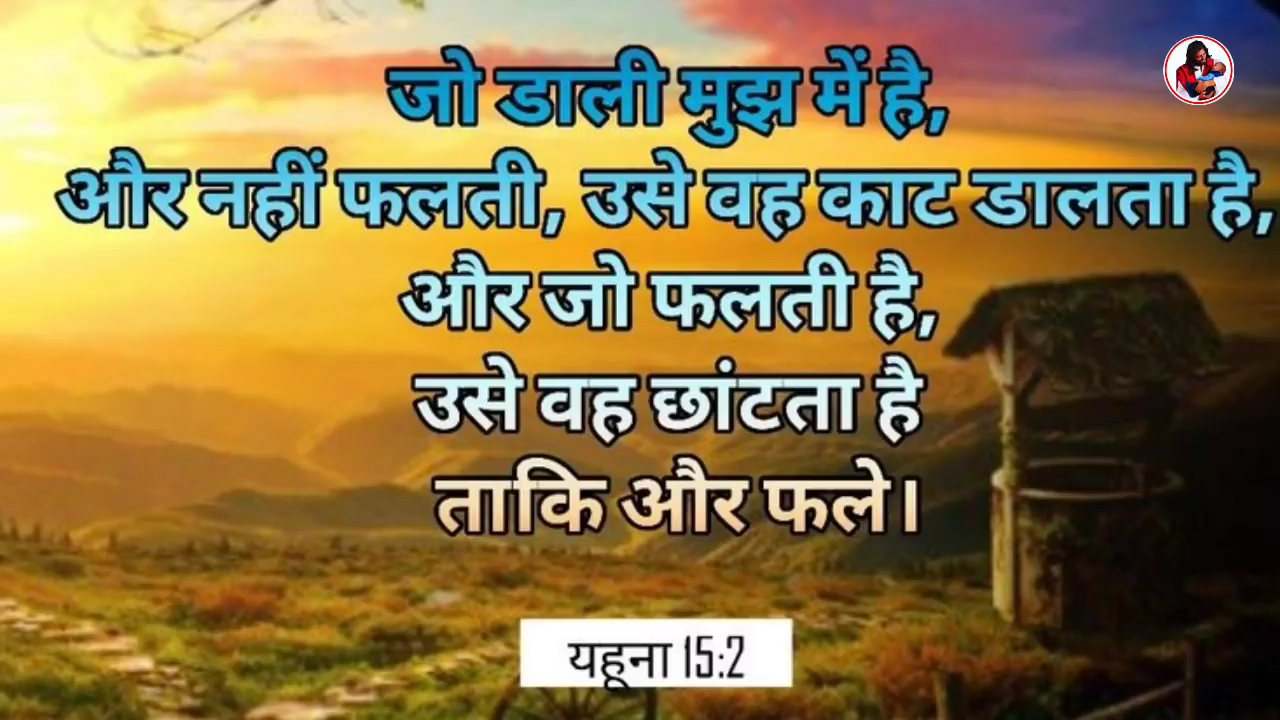 जो डाली मुझ में है,
और नहीं फलती, उसे वह काट डालता है,
और जो फलती है,
उसे वह छांटता है
ताकि और फले।
यहूना 15:2